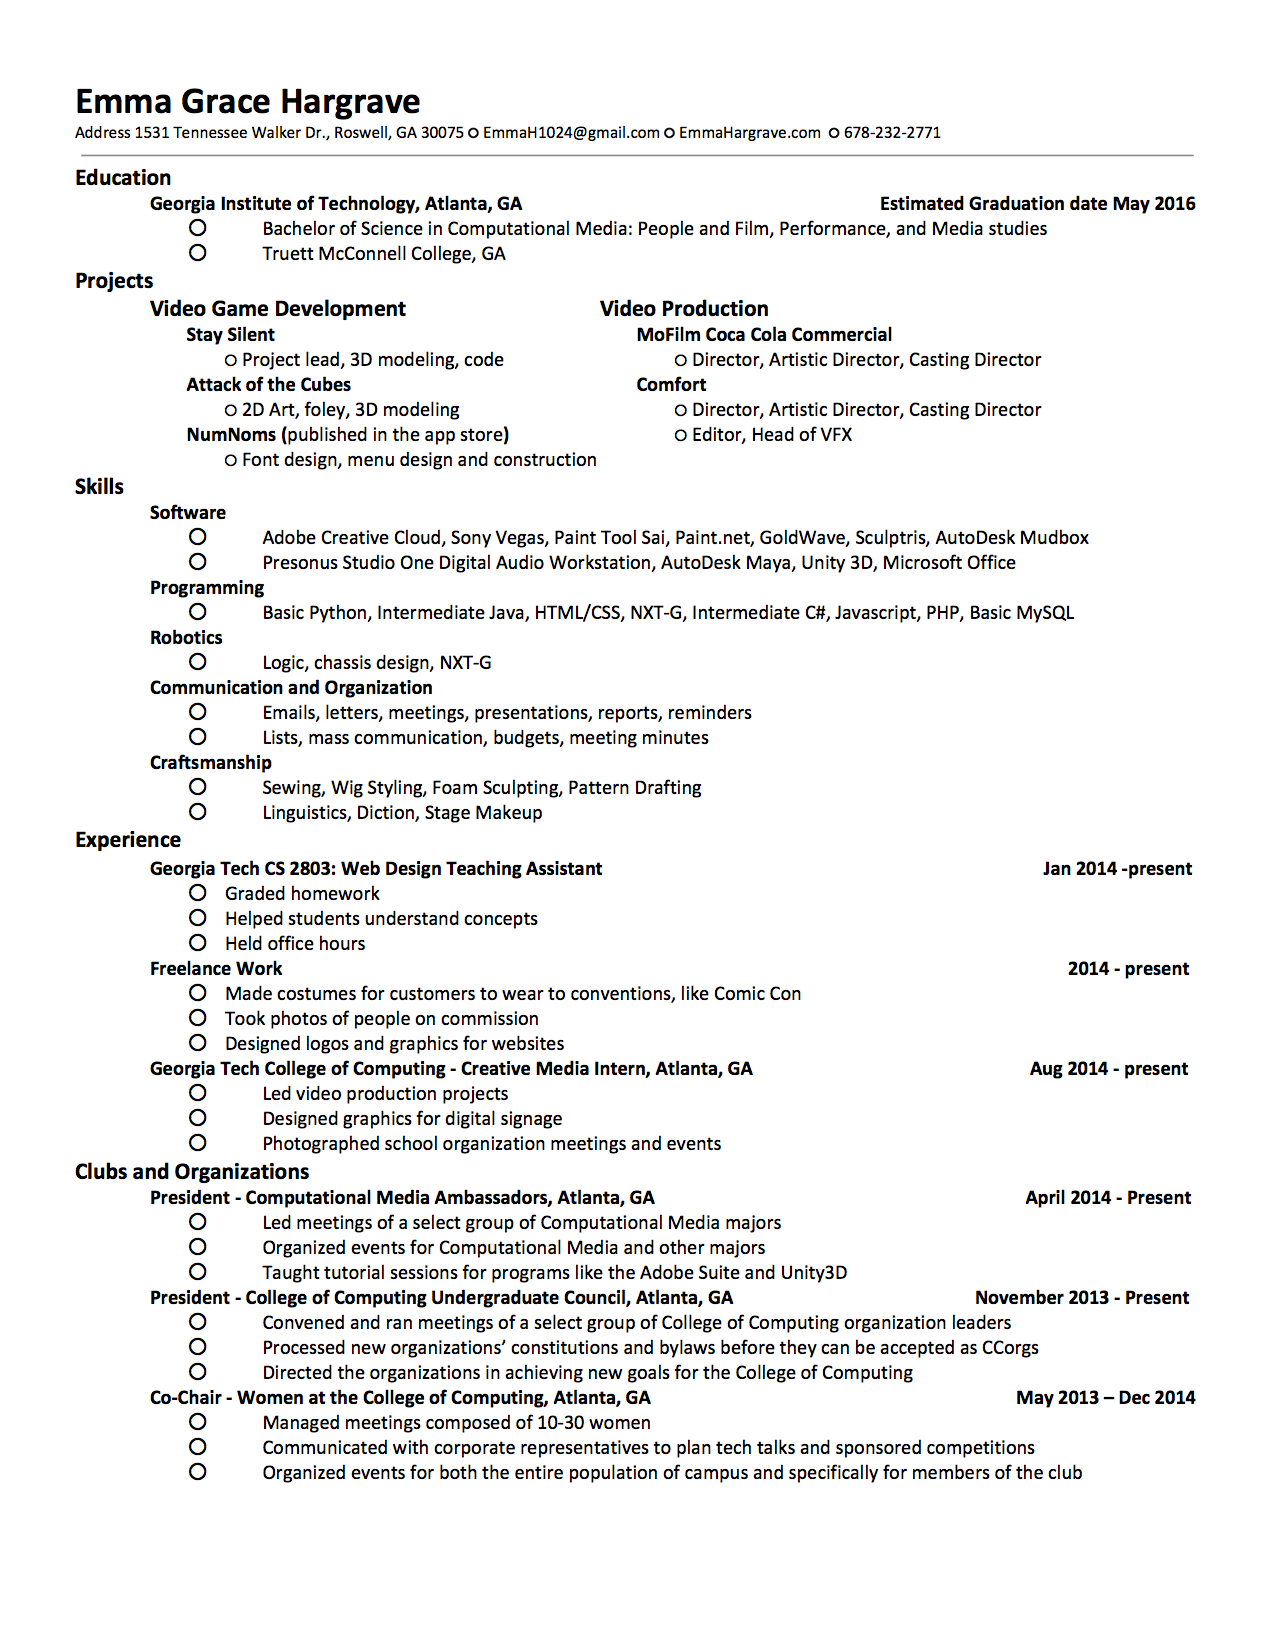 Emma Grace Hargrave
Address 1531 Tennessee Walker Dr., Roswell, GA 30075 O EmmaH1024@gmail.com O EmmaHargrave.com O 678-232-2771
Education
Georgia Institute of Technology, Atlanta, GA Estimated Graduation date May 2016
O Bachelor of Science in Computational Media: People and Film, Performance, and Media studies
O Truett McConnell College, GA
Projects
Video Game Development
Stay Silent
O Project lead, 3D modeling, code
Attack of the Cubes
O 2D Art, foley, 3D modeling
NumNoms (published in the app store)
O Font design, menu design and construction
Video Production
MoFilm Coca Cola Commercial
O Director, Artistic Director, Casting Director
Comfort
O Director, Artistic Director, Casting Director
O Editor, Head of VFX
Skills
Software
O Adobe Creative Cloud, Sony Vegas, Paint Tool Sai, Paint.net, GoldWave, Sculptris, AutoDesk Mudbox
O Presonus Studio One Digital Audio Workstation, AutoDesk Maya, Unity 3D, Microsoft Office
Programming
O Basic Python, Intermediate Java, HTML/CSS, NXT-G, Intermediate C#, Javascript, PHP, Basic MySQL
Robotics
O Logic, chassis design, NXT-G
Communication and Organization
O Emails, letters, meetings, presentations, reports, reminders
O Lists, mass communication, budgets, meeting minutes
Craftsmanship
O Sewing, Wig Styling, Foam Sculpting, Pattern Drafting
O Linguistics, Diction, Stage Makeup
Experience
Georgia Tech CS 2803: Web Design Teaching Assistant Jan 2014 -present
O Graded homework
O Helped students understand concepts
O Held office hours
Freelance Work 2014 - present
O Made costumes for customers to wear to conventions, like Comic Con
O Took photos of people on commission
O Designed logos and graphics for websites
Georgia Tech College of Computing - Creative Media Intern, Atlanta, GA Aug 2014 - present
O Led video production projects
O Designed graphics for digital signage
O Photographed school organization meetings and events
Clubs and Organizations
President - Computational Media Ambassadors, Atlanta, GA April 2014 - Present
O Led meetings of a select group of Computational Media majors
O Organized events for Computational Media and other majors
O Taught tutorial sessions for programs like the Adobe Suite and Unity3D
President - College of Computing Undergraduate Council, Atlanta, GA November 2013 - Present
O Convened and ran meetings of a select group of College of Computing organization leaders
O Processed new organizations’ constitutions and bylaws before they can be accepted as CCorgs
O Directed the organizations in achieving new goals for the College of Computing
Co-Chair - Women at the College of Computing, Atlanta, GA May 2013 – Dec 2014
O Managed meetings composed of 10-30 women
O Communicated with corporate representatives to plan tech talks and sponsored competitions
O Organized events for both the entire population of campus and specifically for members of the club